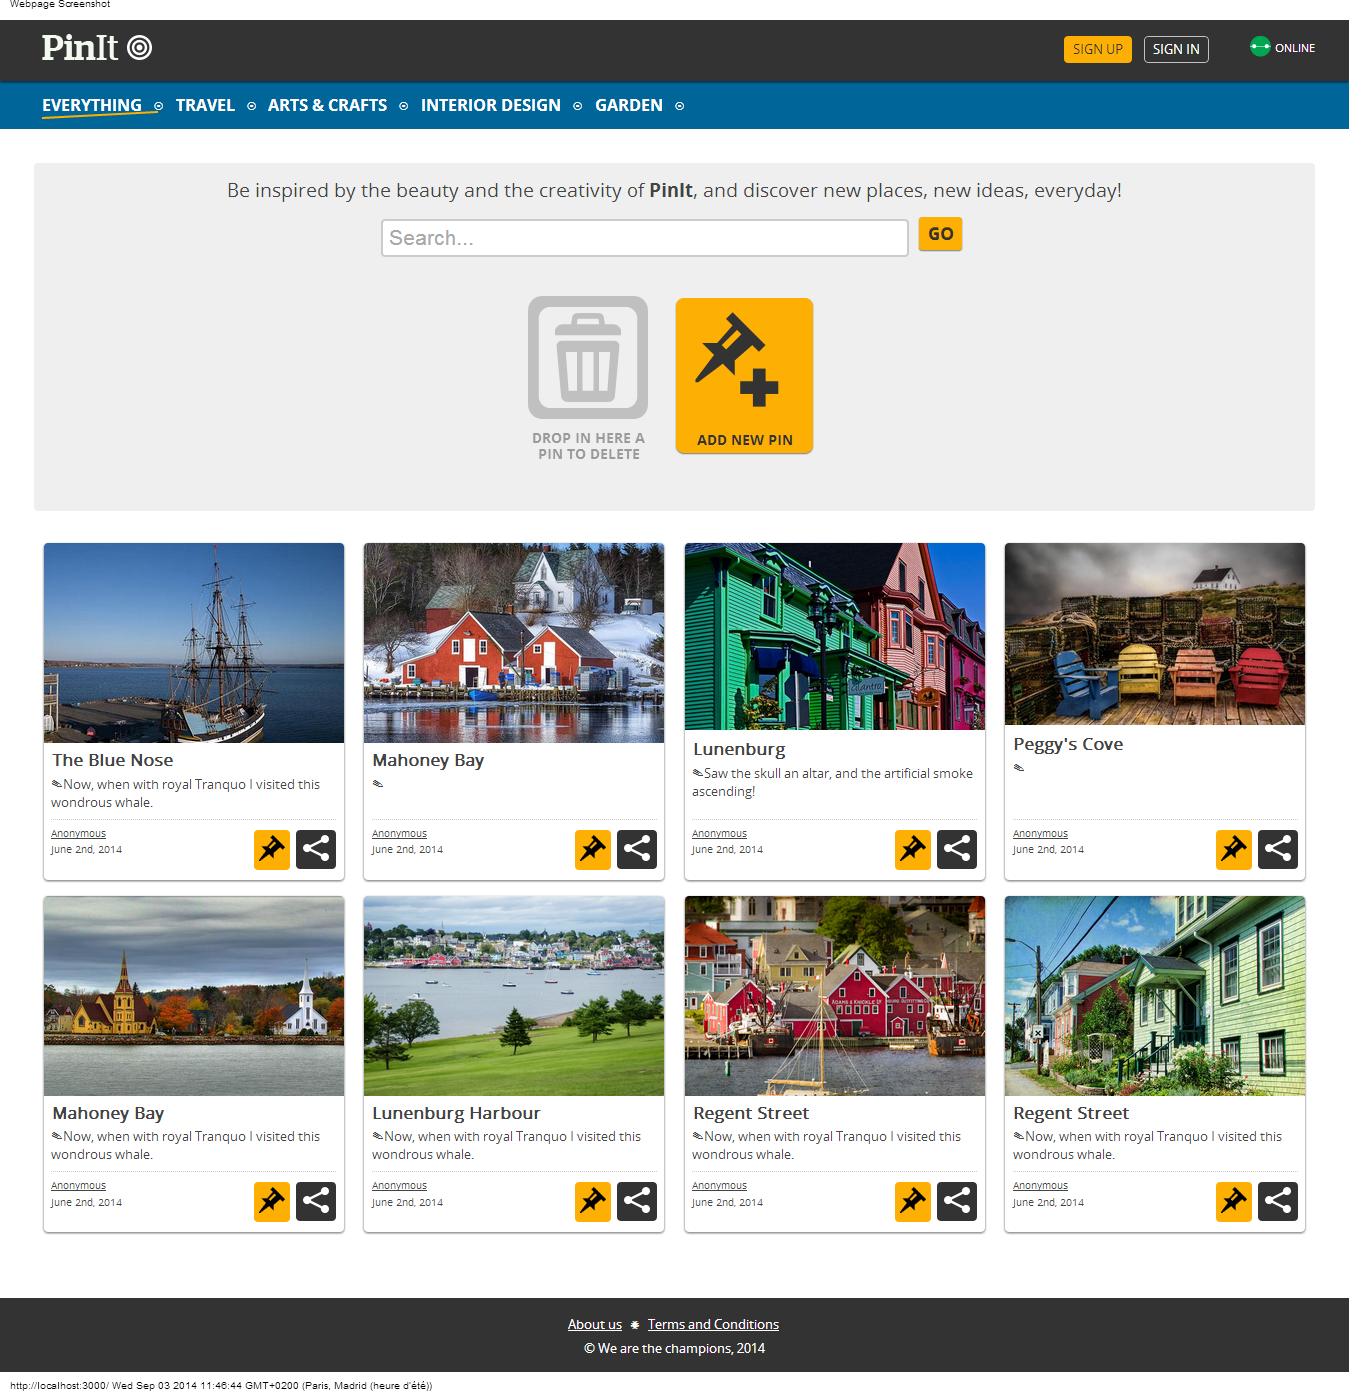 Webpage Screenshot
PinIt
SIGN UP
SIGN IN
ONLINE
EVERYTHING
TRAVEL
ARTS & CRAFTS
INTERIOR DESIGN
GARDEN
Be inspired by the beauty and the creativity of PinIt, and discover new places, new ideas, everyday!
Search...
GO
DROP IN HERE A
PIN TO DELETE
ADD NEW PIN
The Blue Nose
Now, when with royal Tranquo I visited this
wondrous whale.
Anonymous
June 2nd, 2014
Mahoney Bay
Anonymous
June 2nd, 2014
Cilantro
Lunenburg
Saw the skull an altar, and the artificial smoke
ascending!
Anonymous
June 2nd, 2014
Peggy's Cove
Anonymous
June 2nd, 2014
Mahoney Bay
Now, when with royal Tranquo I visited this
wondrous whale.
Anonymous
June 2nd, 2014
Lunenburg Harbour
Now, when with royal Tranquo I visited this
wondrous whale.
Anonymous
June 2nd, 2014
ADAMS & KNICKLE LTD
OUTFITTING CO
Regent Street
Now, when with royal Tranquo I visited this
wondrous whale.
Anonymous
June 2nd, 2014
Regent Street
Now, when with royal Tranquo I visited this
wondrous whale.
Anonymous
June 2nd, 2014
About us
Terms and Conditions
© We are the champions, 2014
http://localhost:3000/ Wed Sep 03 2014 11:46:44 GMT+0200 (Paris, Madrid (heure d'été))